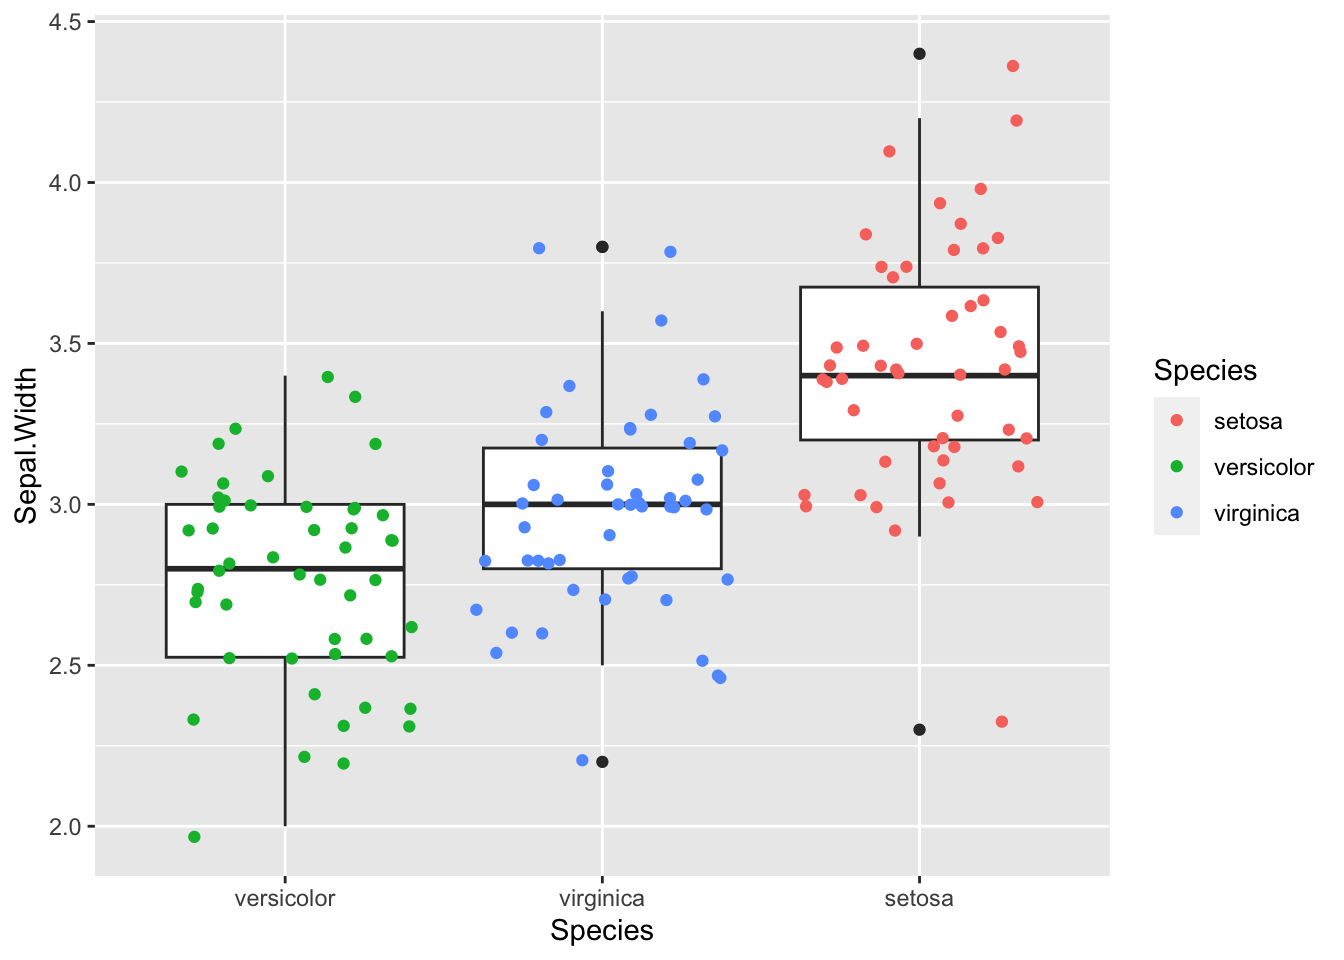 4.5
4.0
3.5
3.0
2.5
2.0
Sepal.Width
versicolor
virginica
setosa
Species
Species
setosa
versicolor
virginica